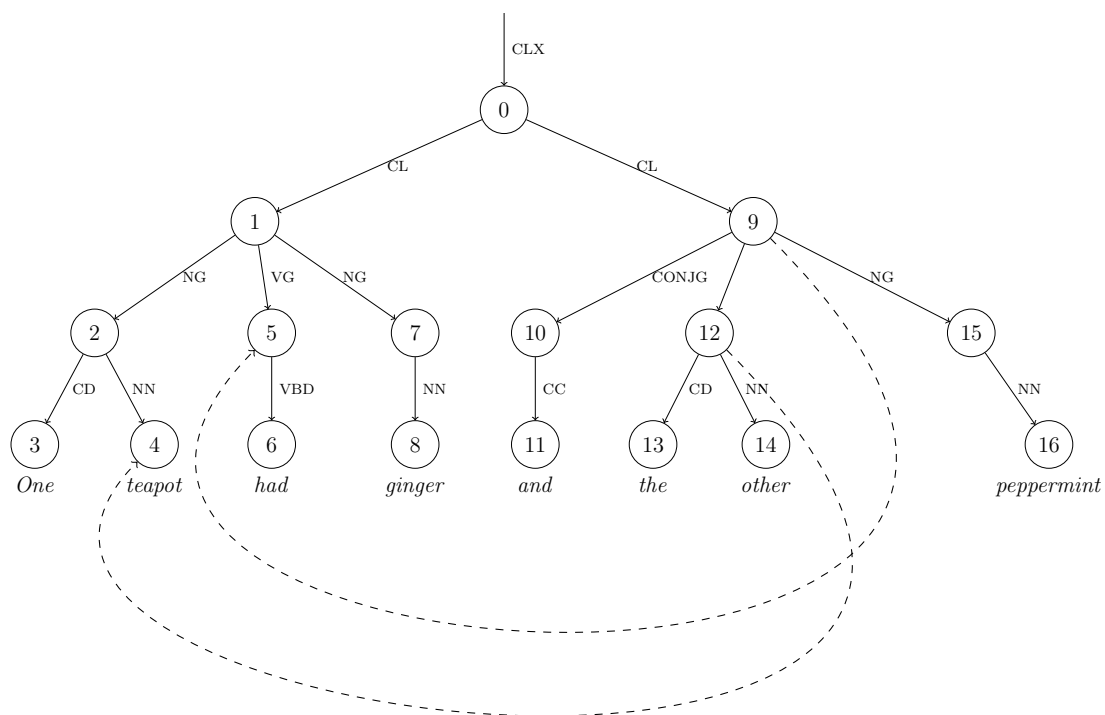 CLX
0
CL CL
1 9
NG VG NG CONJG NG
2 5 7 10 12 15
CD NN VBD NN CC CD NN NN
3 4 6 8 11 13 14 16
One teapot had ginger and the other peppermint